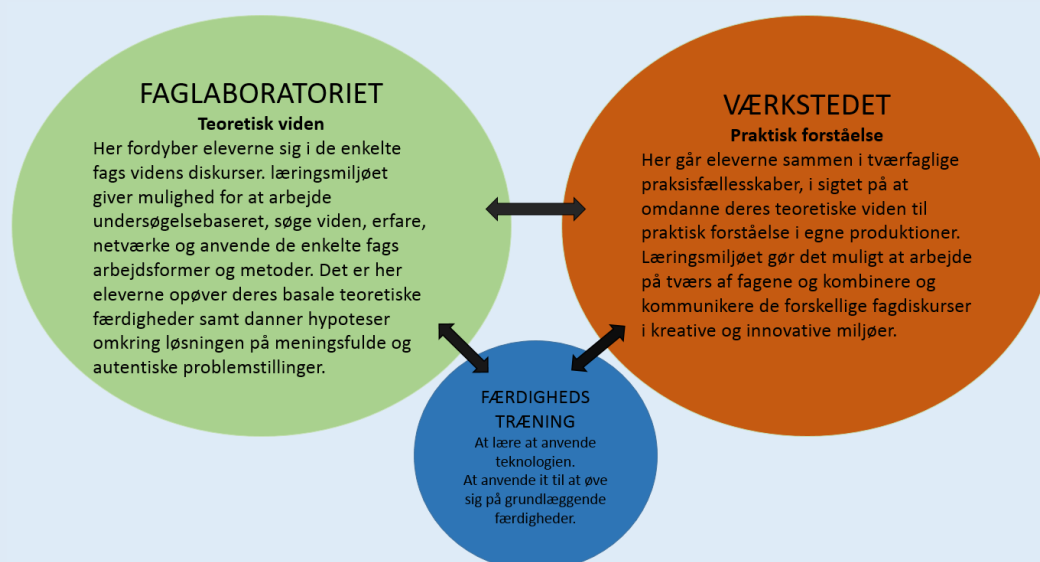 FAGLABORATORIET
Teoretisk viden
Her fordyber eleverne sig i de enkelte
fags videns diskurser. læringsmiljøet
giver mulighed for at arbejde
undersøgelsebaseret, søge viden, erfare,
netværke og anvende de enkelte fags
arbejdsformer og metoder. Det er her
eleverne opøver deres basale teoretiske
færdigheder samt danner hypoteser
omkring løsningen på meningsfulde og
autentiske problemstillinger.
VÆRKSTEDET
Praktisk forståelse
Her går eleverne sammen i tværfaglige
praksisfællesskaber, i sigtet på at
omdanne deres teoretiske viden til
praktisk forståelse i egne produktioner.
Læringsmiljøet gør det muligt at arbejde
på tværs af fagene og kombinere og
kommunikere de forskellige fagdiskurser
i kreative og innovative miljøer.
FÆRDIGHEDS
TRÆNING
At lære at anvende
teknologien.
At anvende it til at øve
sig på grundlæggende
færdigheder.